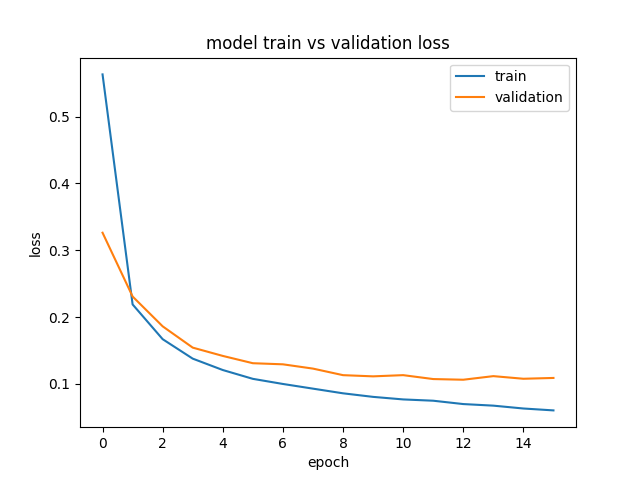 model train vs validation loss
train
validation
0.5
0.4
0.3
0.2
0.1
loss
0 2 4 6 8 10 12 14
epoch